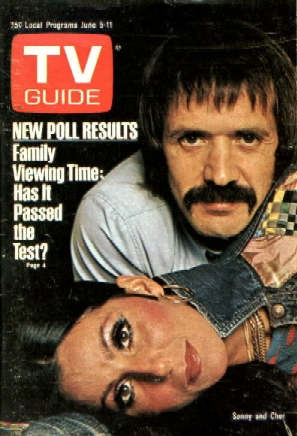 75¢ Local Programs June 5-11
TV
GUIDE
®
NEW POLL RESULTS
Family
Viewing Time:
Has It
Passed
the
Test?
Page 4
Sonny and Cher